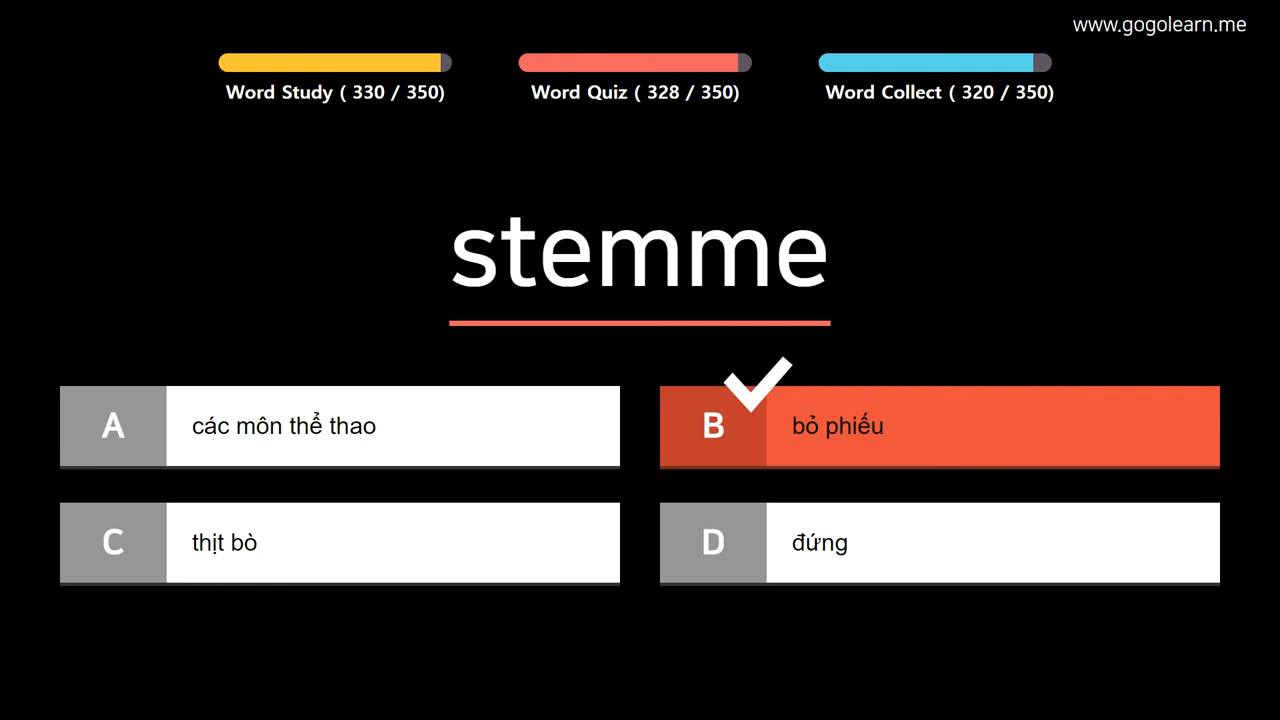 www.gogolearn.me
Word Study ( 330 / 350)
Word Quiz ( 328 / 350)
Word Collect ( 320 / 350)
stemme
A
các môn thể thao
B
bỏ phiếu
C
thịt bò
D
đứng